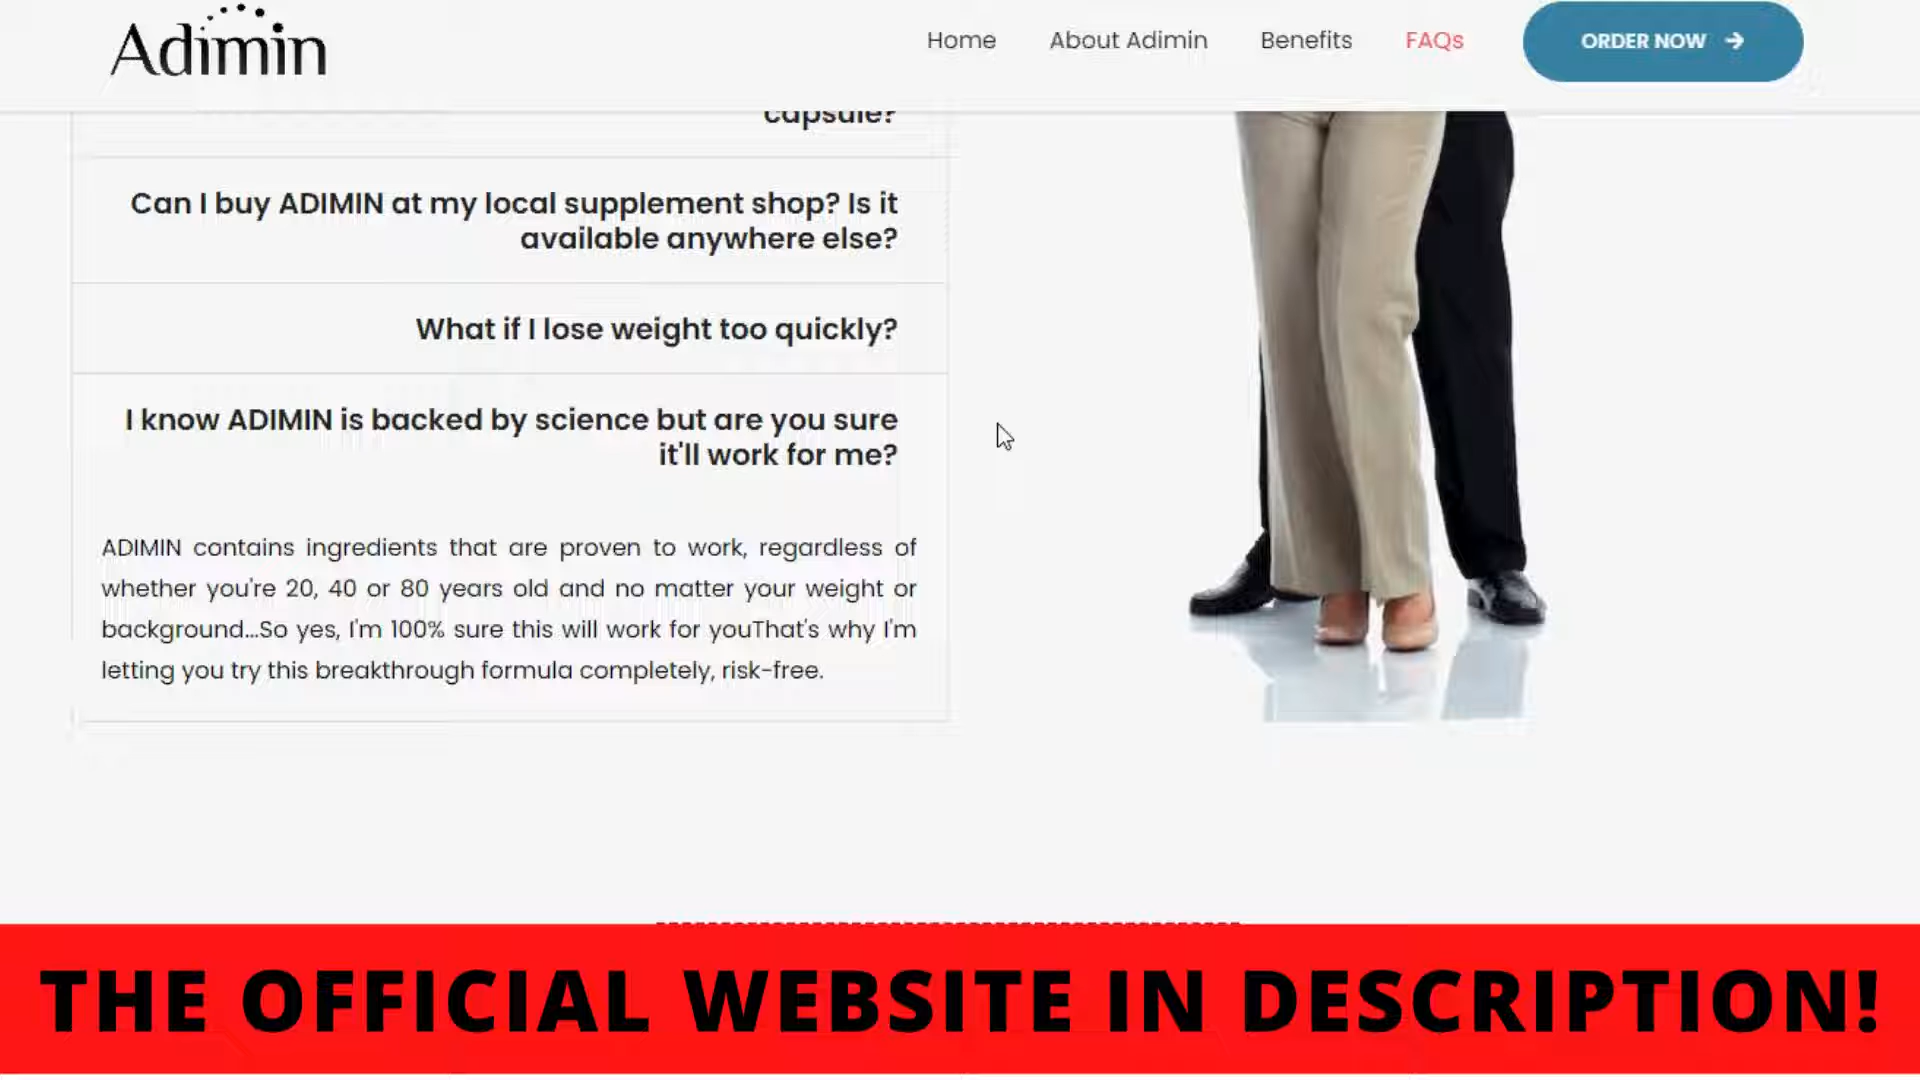 Adimin
Home
About Adimin
Benefits
FAQs
ORDER NOW
capsule?
Can I buy ADIMIN at my local supplement shop? Is it
available anywhere else?
What if I lose weight too quickly?
I know ADIMIN is backed by science but are you sure
it'll work for me?
ADIMIN contains ingredients that are proven to work, regardless of
whether you're 20, 40 or 80 years old and no matter your weight or
background...So yes, I'm 100% sure this will work for youThat's why I'm
letting you try this breakthrough formula completely, risk-free.
THE OFFICIAL WEBSITE IN DESCRIPTION!